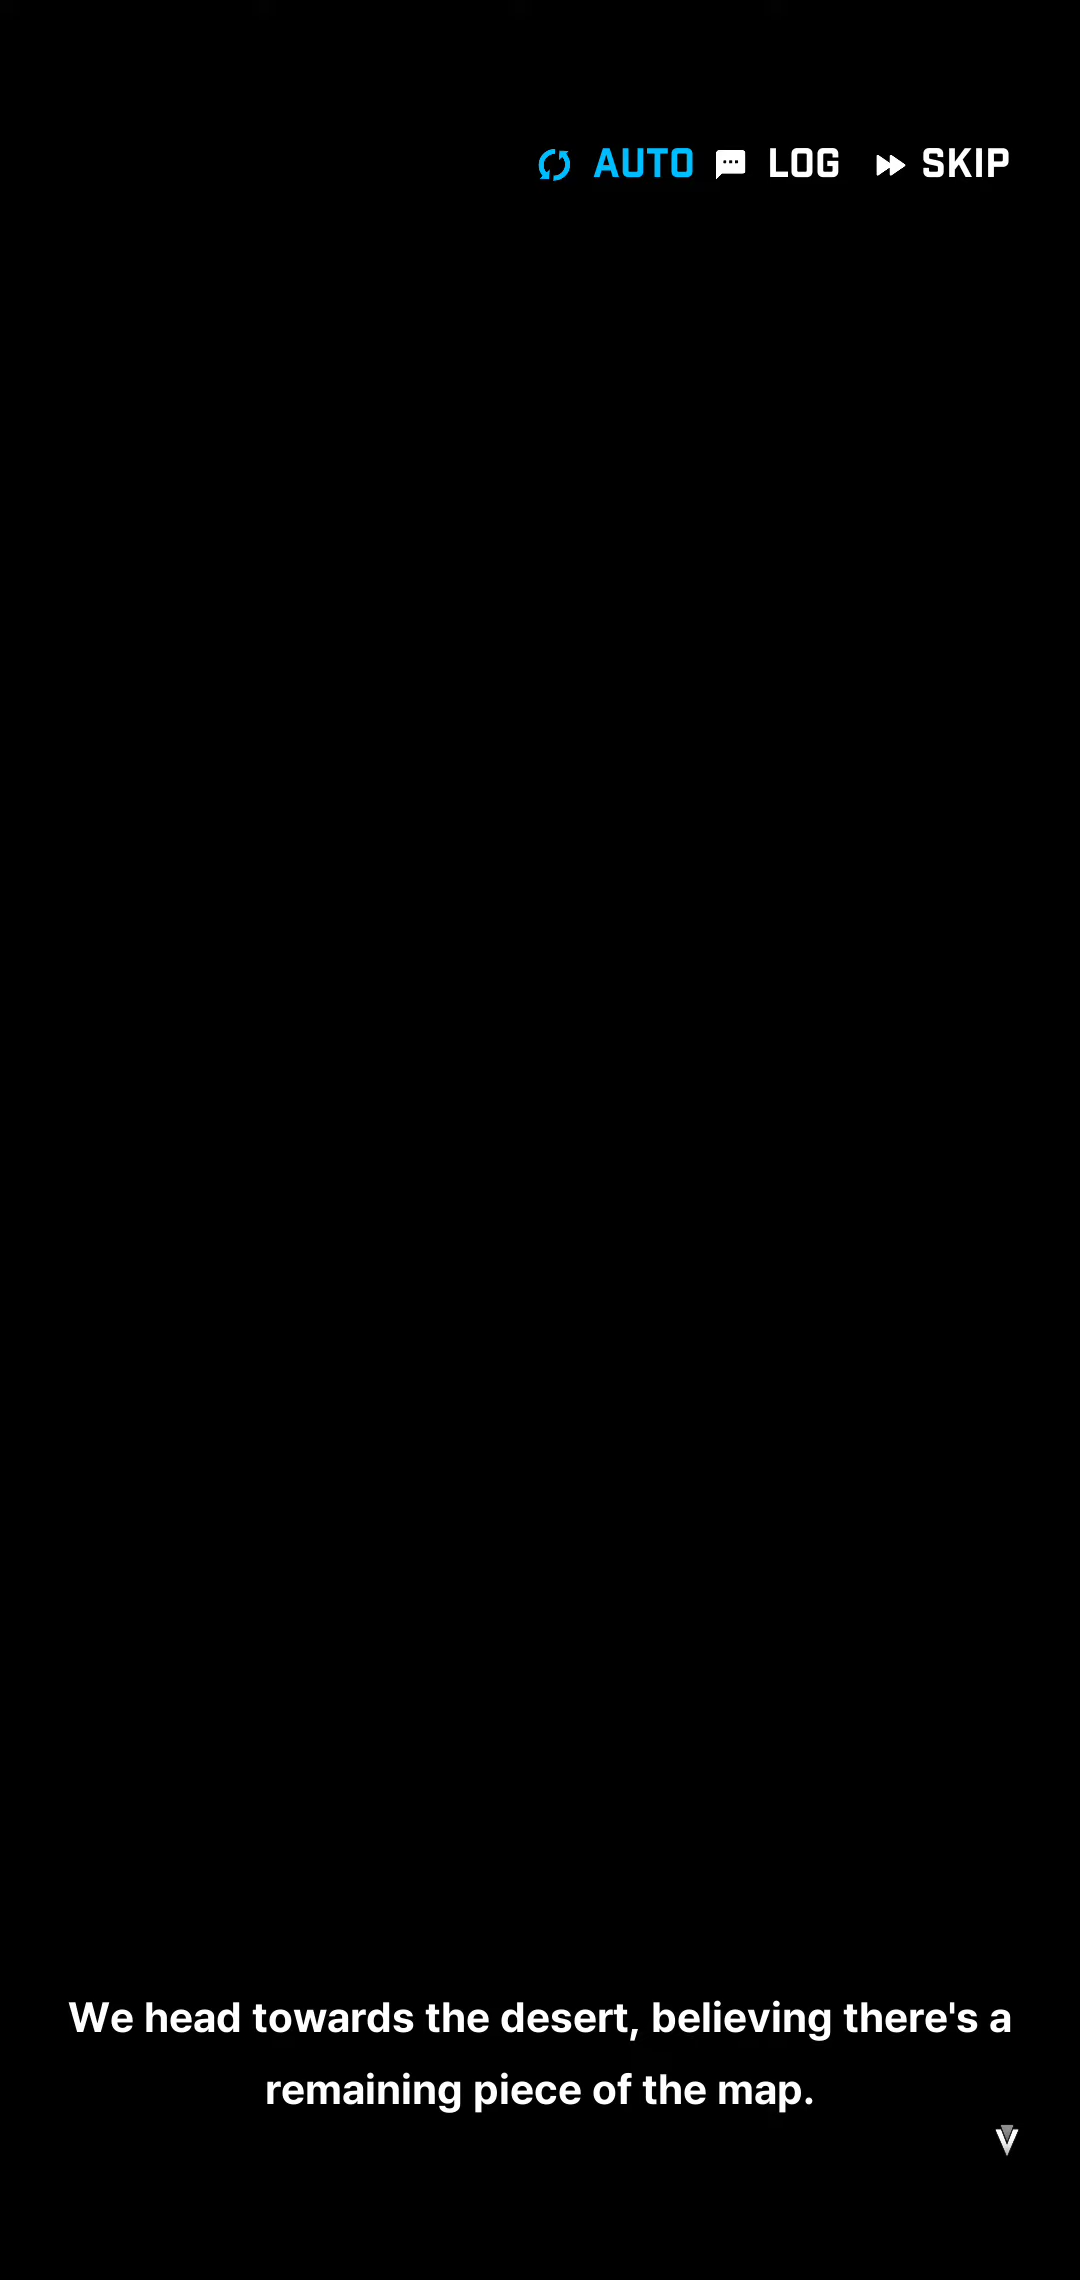 AUTO LOG SKIP
We head towards the desert, believing there's a
remaining piece of the map.